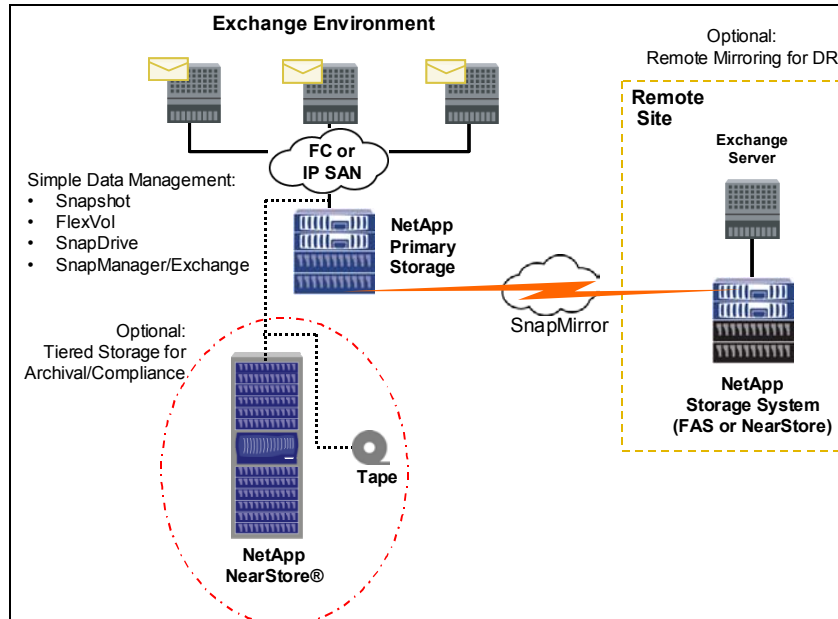 Exchange Environment
Optional:
Remote Mirroring for DR
Remote
Site
Exchange
Server
FC or
IP SAN
Simple Data Management:
• Snapshot
• FlexVol
• SnapDrive
• SnapManager/Exchange
NetApp
Primary
Storage
SnapMirror
Optional:
Tiered Storage for
Archival/Compliance
NetApp
Storage System
(FAS or NearStore)
Tape
NetApp
NearStore®